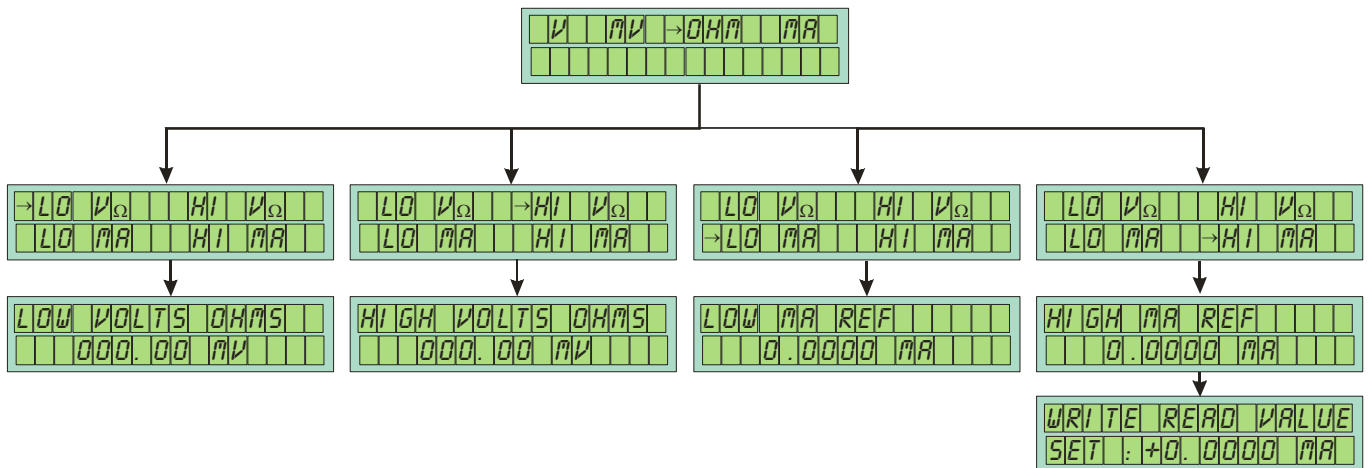 V MV →OHM MA
→LO VΩ HI VΩ
LO MA HI MA
LO VΩ →HI VΩ
LO MA HI MA
LO VΩ HI VΩ
→LO MA HI MA
LO VΩ HI VΩ
LO MA →HI MA
LOW VOLTS OHMS
000.00 MV
HIGH VOLTS OHMS
000.00 MV
LOW MA REF
0.0000 MA
HIGH MA REF
0.0000 MA
WRITE READ VALUE
SET :+0.0000 MA